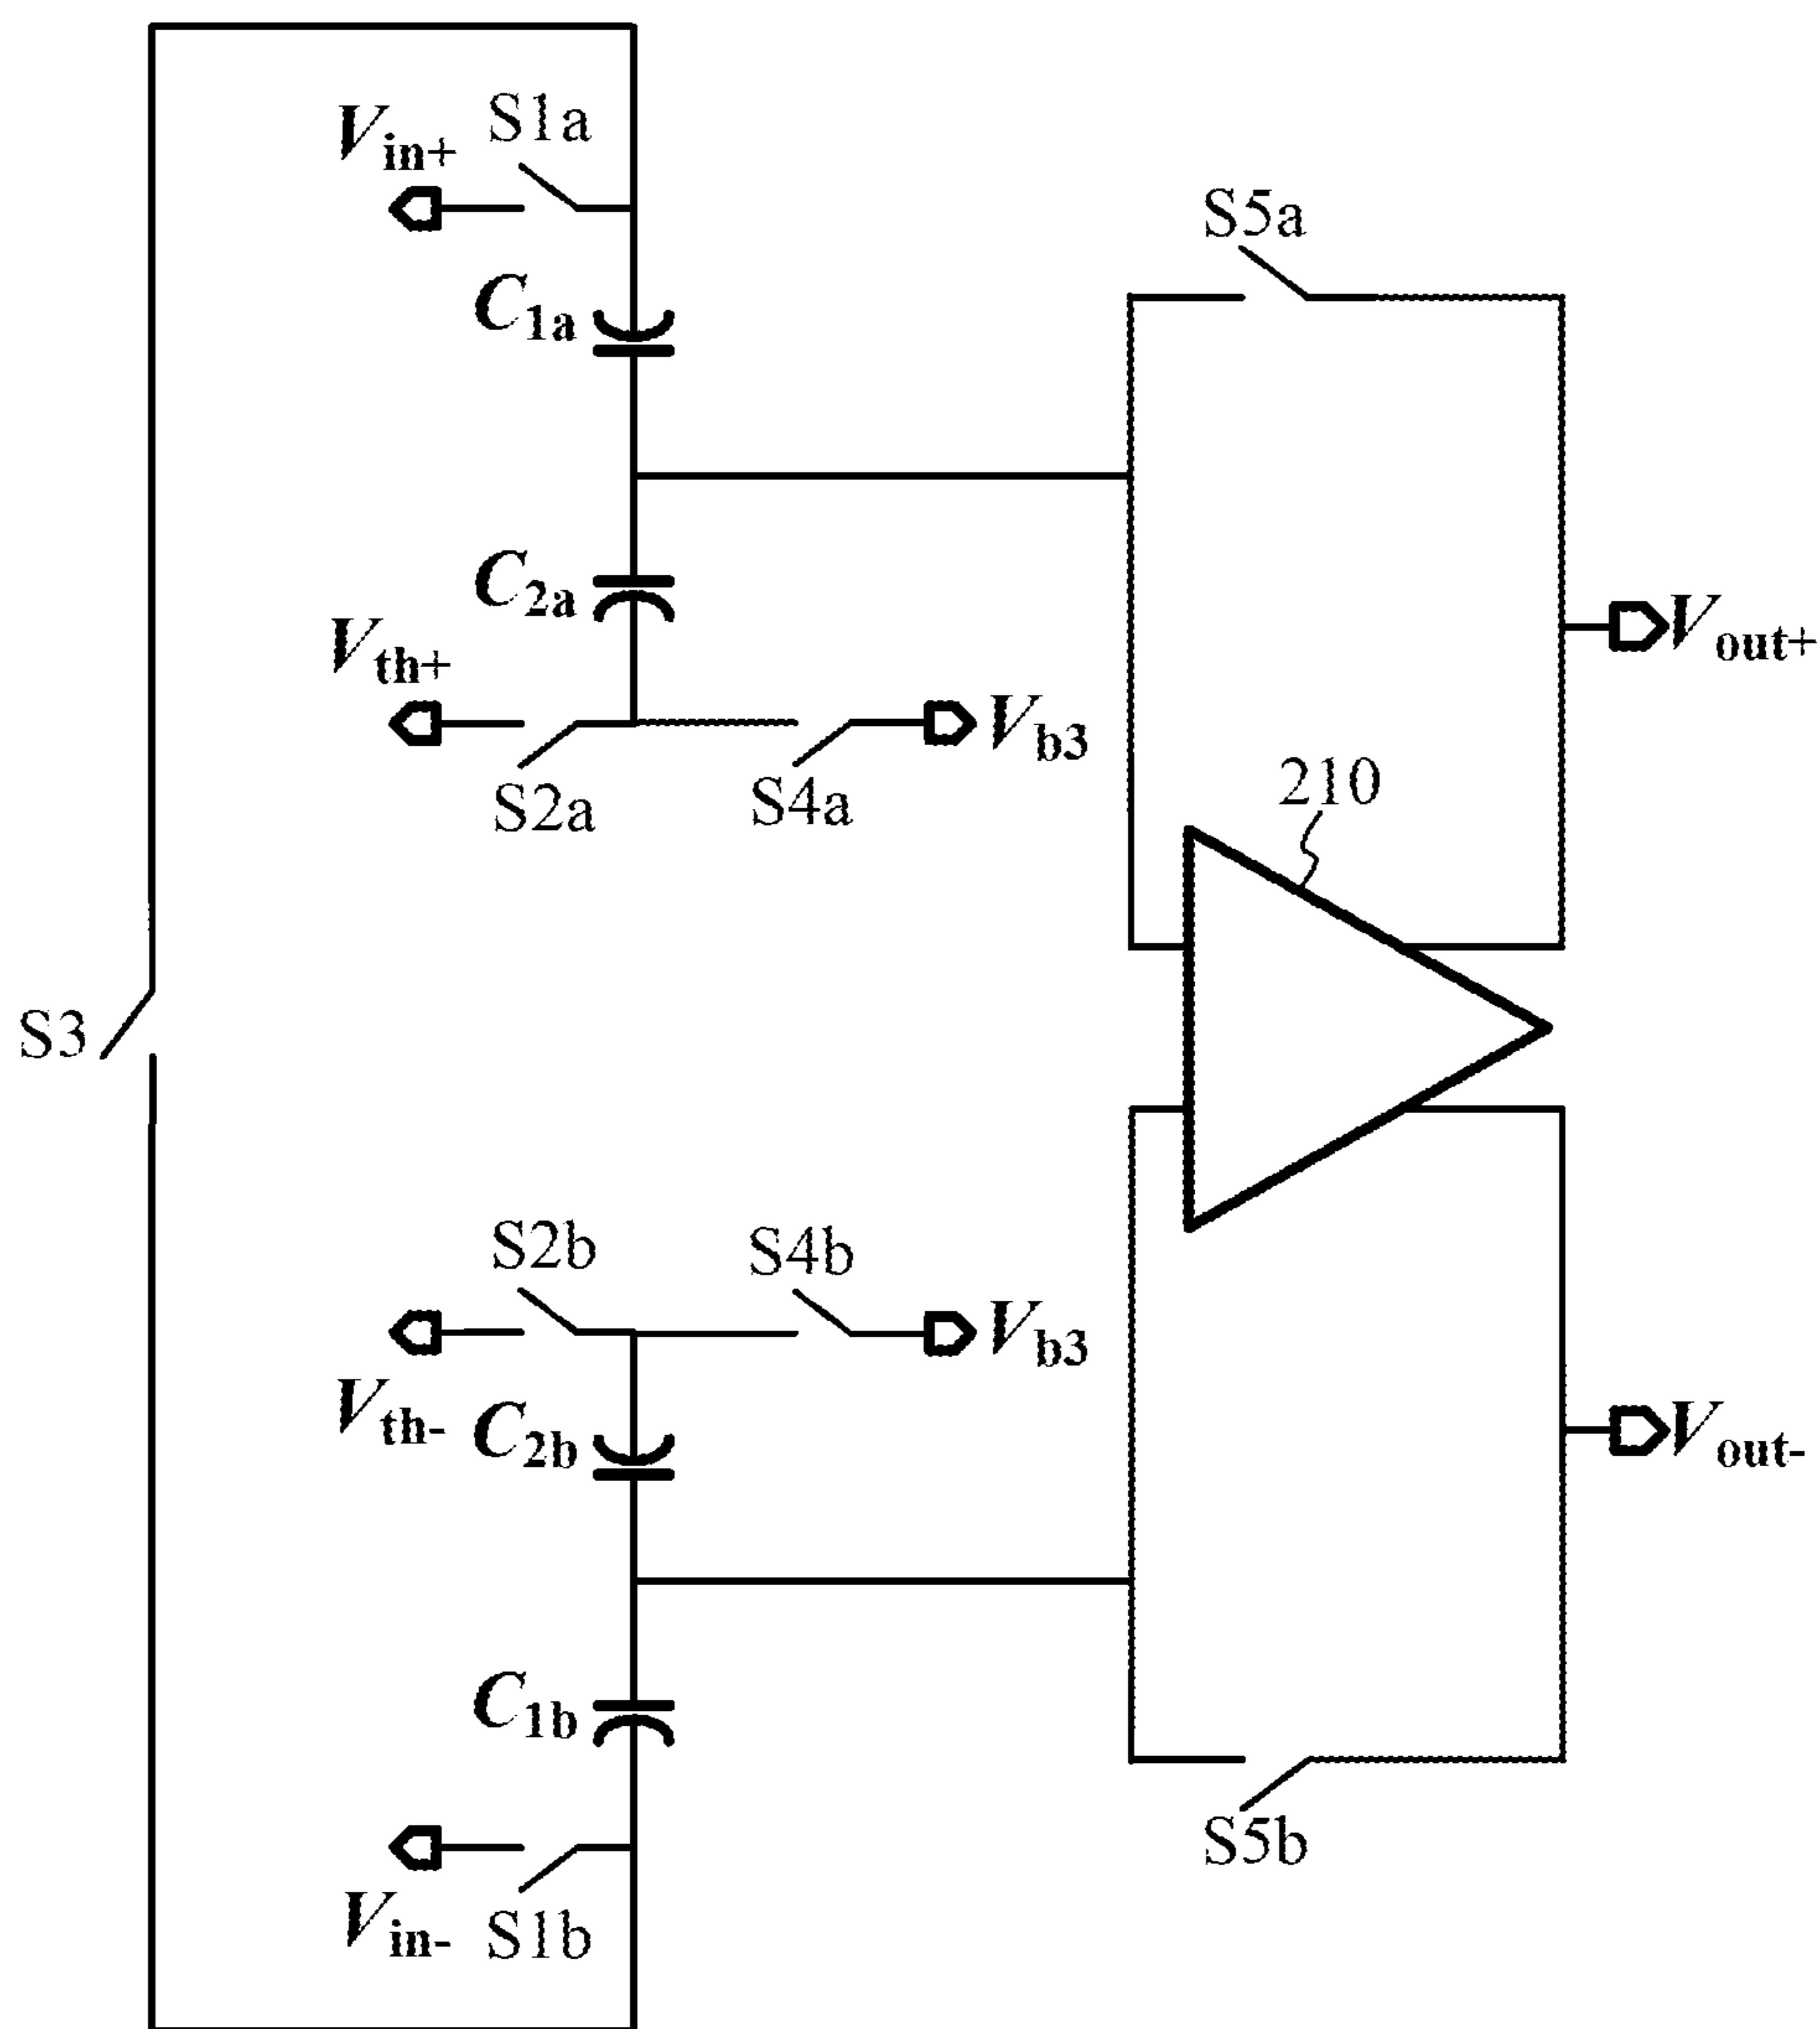 S1a
Vin+
S5a
C1a
C2a
Vth+
Vout+
Vb3
S2a
S4a
210
S3
S2b
S4b
Vb3
Vth-
C2b
Vout-
C1b
S5b
Vin-
S1b